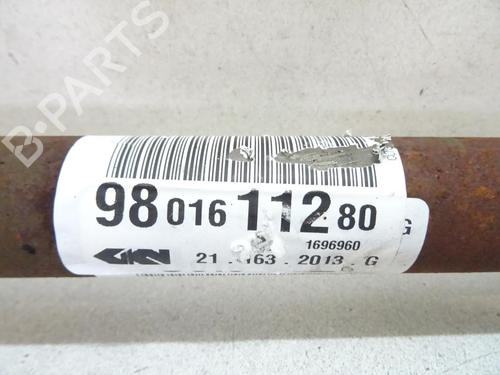 B-PARTS
98 016 112 80
G
1696960
GKN
21 . 163 . 2013 . G